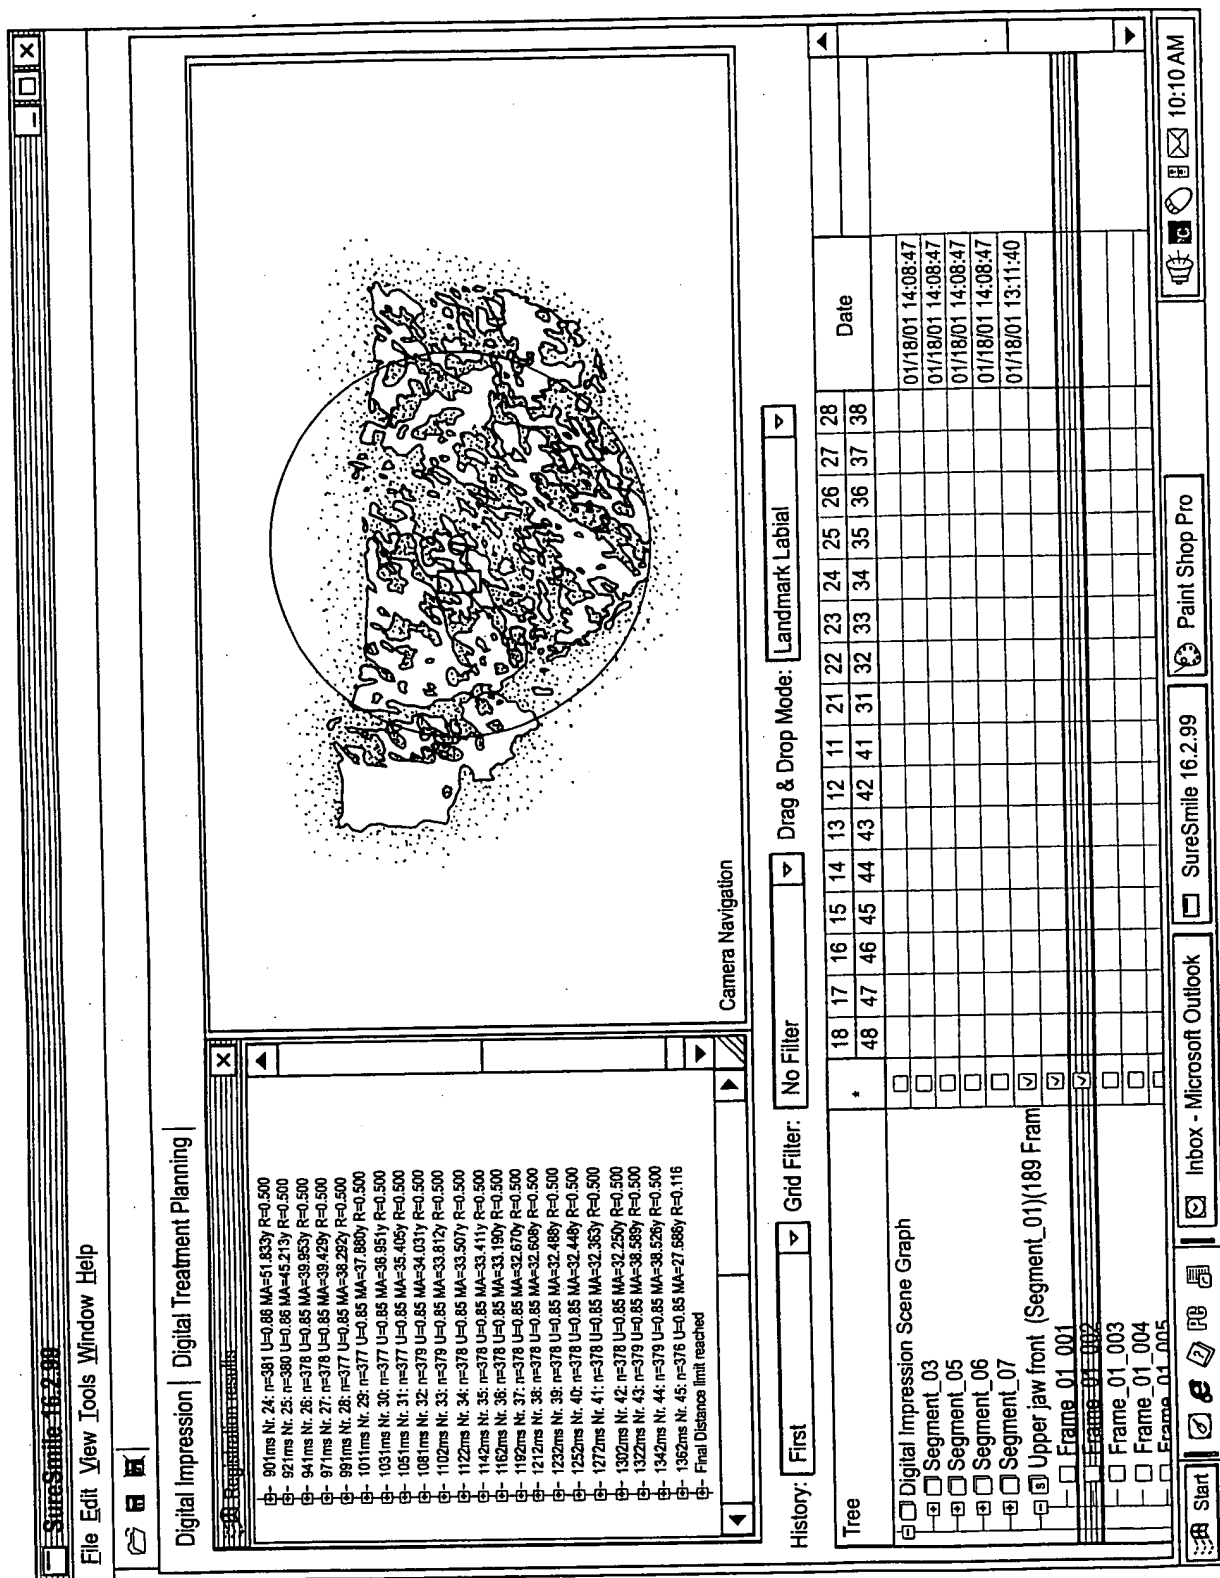 SureSmile 16.2.99
File Edit View Tools Window Help
Digital Impression | Digital Treatment Planning |
Registration results
901ms Nr. 24: n=381 U=0.86 MA=51.833y R=0.500
921ms Nr. 25: n=380 U=0.86 MA=45.213y R=0.500
941ms Nr. 26: n=378 U=0.85 MA=39.953y R=0.500
971ms Nr. 27: n=378 U=0.85 MA=39.429y R=0.500
991ms Nr. 28: n=377 U=0.85 MA=38.292y R=0.500
1011ms Nr. 29: n=377 U=0.85 MA=37.880y R=0.500
1031ms Nr. 30: n=377 U=0.85 MA=36.951y R=0.500
1051ms Nr. 31: n=377 U=0.85 MA=35.405y R=0.500
1081ms Nr. 32: n=379 U=0.85 MA=34.031y R=0.500
1102ms Nr. 33: n=379 U=0.85 MA=33.812y R=0.500
1122ms Nr. 34: n=378 U=0.85 MA=33.507y R=0.500
1142ms Nr. 35: n=378 U=0.85 MA=33.411y R=0.500
1162ms Nr. 36: n=378 U=0.85 MA=33.190y R=0.500
1192ms Nr. 37: n=378 U=0.85 MA=32.670y R=0.500
1212ms Nr. 38: n=378 U=0.85 MA=32.608y R=0.500
1232ms Nr. 39: n=378 U=0.85 MA=32.488y R=0.500
1252ms Nr. 40: n=378 U=0.85 MA=32.448y R=0.500
1272ms Nr. 41: n=378 U=0.85 MA=32.363y R=0.500
1302ms Nr. 42: n=378 U=0.85 MA=32.250y R=0.500
1322ms Nr. 43: n=379 U=0.85 MA=38.589y R=0.500
1342ms Nr. 44: n=379 U=0.85 MA=38.526y R=0.500
1362ms Nr. 45: n=376 U=0.85 MA=27.686y R=0.116
Final Distance limit reached
Camera Navigation
History: First Grid Filter: No Filter Drag & Drop Mode: Landmark Labial
Tree * 18 17 16 15 14 13 12 11 21 22 23 24 25 26 27 28 Date
48 47 46 45 44 43 42 41 31 32 33 34 35 36 37 38
Digital Impression Scene Graph
Segment_03 01/18/01 14:08:47
Segment_05 01/18/01 14:08:47
Segment_06 01/18/01 14:08:47
Segment_07 01/18/01 14:08:47
s Upper jaw front (Segment_01)(189 Fram 01/18/01 13:11:40
Frame_01_001
Frame_01_002
Frame_01_003
Frame_01_004
Frame_01_005
Start Inbox - Microsoft Outlook SureSmile 16.2.99 Paint Shop Pro °C 10:10 AM